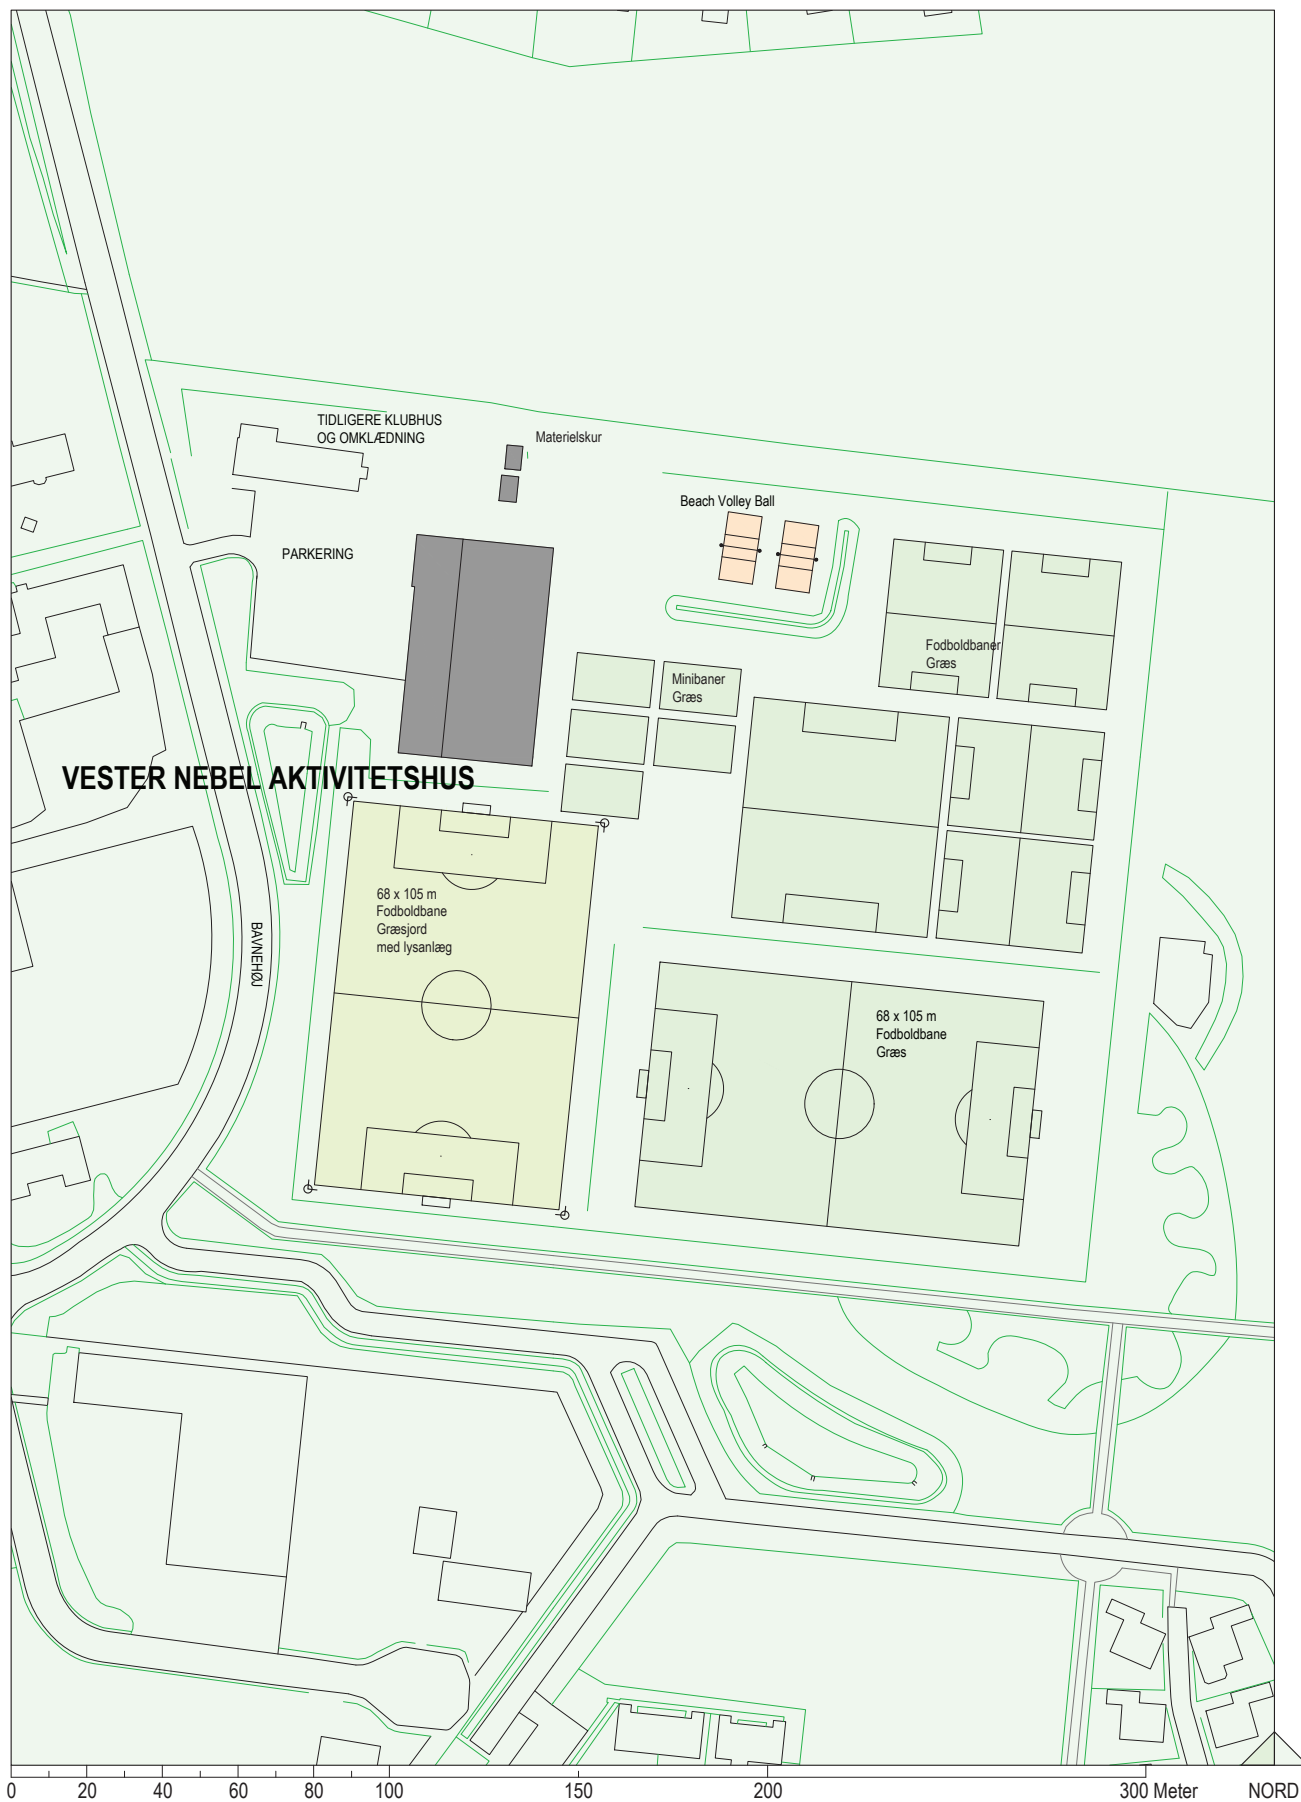 TIDLIGERE KLUBHUS
OG OMKLÆDNING
Materielskur
Beach Volley Ball
PARKERING
Fodboldbaner
Græs
Minibaner
Græs
VESTER NEBEL AKTIVITETSHUS
68 x 105 m
Fodboldbane
Græsjord
med lysanlæg
BAVNEHØJ
68 x 105 m
Fodboldbane
Græs
0 20 40 60 80 100 150 200 300 Meter NORD